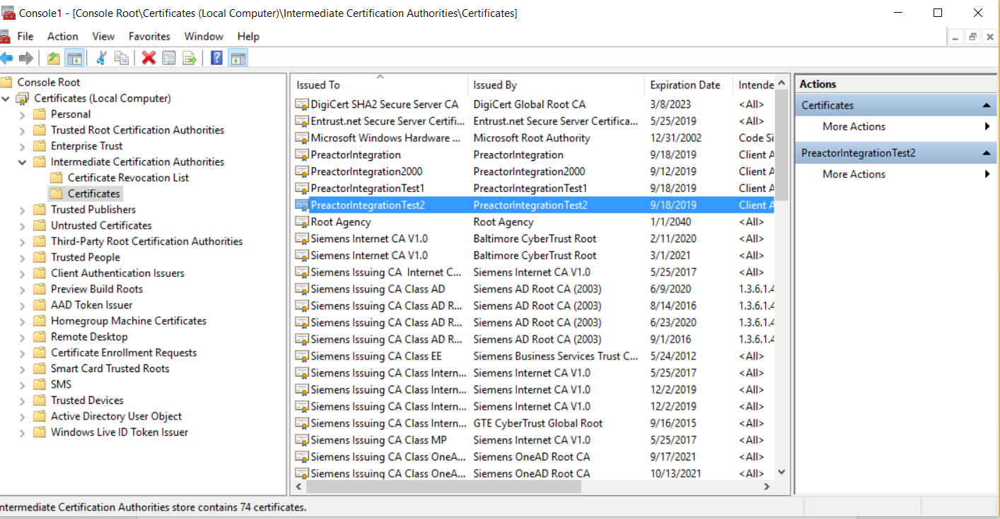 Console1 - [Console Root\Certificates (Local Computer)\Intermediate Certification Authorities\Certificates]
File Action View Favorites Window Help
Console Root
Certificates (Local Computer)
Personal
Trusted Root Certification Authorities
Enterprise Trust
Intermediate Certification Authorities
Certificate Revocation List
Certificates
Trusted Publishers
Untrusted Certificates
Third-Party Root Certification Authorities
Trusted People
Client Authentication Issuers
Preview Build Roots
AAD Token Issuer
Homegroup Machine Certificates
Remote Desktop
Certificate Enrollment Requests
Smart Card Trusted Roots
SMS
Trusted Devices
Active Directory User Object
Windows Live ID Token Issuer
Issued To Issued By Expiration Date Intende
DigiCert SHA2 Secure Server CA DigiCert Global Root CA 3/8/2023 <All>
Entrust.net Secure Server Certifi... Entrust.net Secure Server Certifica... 5/25/2019 <All>
Microsoft Windows Hardware ... Microsoft Root Authority 12/31/2002 Code Si
PreactorIntegration PreactorIntegration 9/18/2019 Client A
PreactorIntegration2000 PreactorIntegration2000 9/12/2019 Client A
PreactorIntegrationTest1 PreactorIntegrationTest1 9/18/2019 Client A
PreactorIntegrationTest2 PreactorIntegrationTest2 9/18/2019 Client A
Root Agency Root Agency 1/1/2040 <All>
Siemens Internet CA V1.0 Baltimore CyberTrust Root 2/11/2020 <All>
Siemens Internet CA V1.0 Baltimore CyberTrust Root 3/1/2021 <All>
Siemens Issuing CA Internet C... Siemens Internet CA V1.0 5/25/2017 <All>
Siemens Issuing CA Class AD Siemens AD Root CA (2003) 6/9/2020 1.3.6.1.4
Siemens Issuing CA Class AD R... Siemens AD Root CA (2003) 8/14/2016 1.3.6.1.4
Siemens Issuing CA Class AD R... Siemens AD Root CA (2003) 6/23/2020 1.3.6.1.4
Siemens Issuing CA Class AD R... Siemens AD Root CA (2003) 9/1/2016 1.3.6.1.4
Siemens Issuing CA Class EE Siemens Business Services Trust C... 5/24/2012 <All>
Siemens Issuing CA Class Intern... Siemens Internet CA V1.0 5/25/2017 <All>
Siemens Issuing CA Class Intern... Siemens Internet CA V1.0 12/2/2019 <All>
Siemens Issuing CA Class Intern... Siemens Internet CA V1.0 12/2/2019 <All>
Siemens Issuing CA Class Intern... GTE CyberTrust Global Root 9/16/2015 <All>
Siemens Issuing CA Class MP Siemens Internet CA V1.0 5/25/2017 <All>
Siemens Issuing CA Class OneA... Siemens OneAD Root CA 9/17/2021 <All>
Siemens Issuing CA Class OneA... Siemens OneAD Root CA 10/13/2021 <All>
Actions
Certificates
More Actions
PreactorIntegrationTest2
More Actions
ntermediate Certification Authorities store contains 74 certificates.